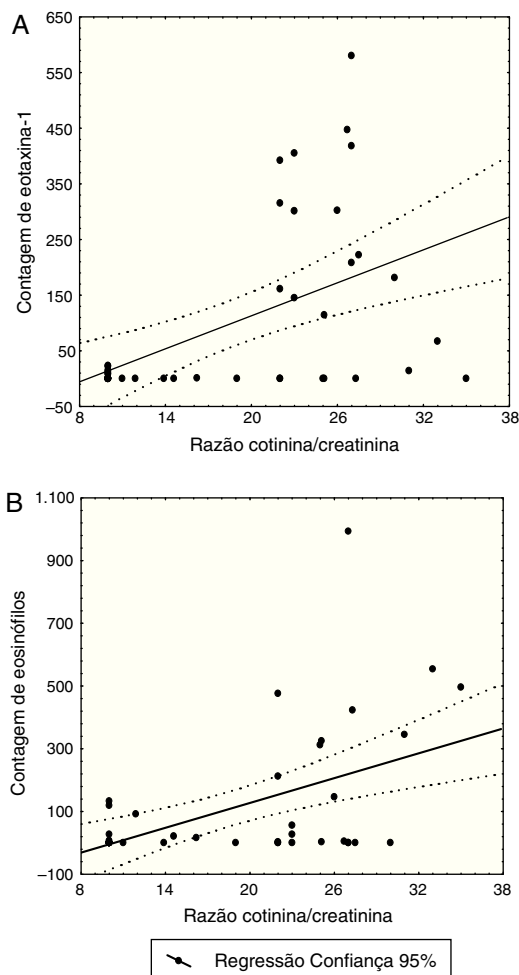 A
650
550
450
350
250
150
50
–50
Contagem de eotaxina-1
8 14 20 26 32 38
Razão cotinina/creatinina
B
1.100
900
700
500
300
100
–100
Contagem de eosinófilos
8 14 20 26 32 38
Razão cotinina/creatinina
Regressão Confiança 95%